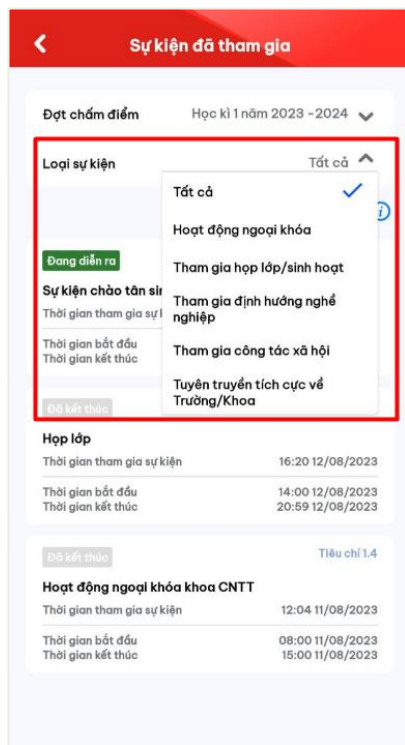 Sự kiện đã tham gia
Đợt chấm điểm Học kì 1 năm 2023 -2024
Loại sự kiện Tất cả
Tất cả
Hoạt động ngoại khóa
Đang diễn ra
Tham gia họp lớp/sinh hoạt
Sự kiện chào tân
Thời gian tham gia
Tham gia định hướng nghề
nghiệp
Thời gian bắt đầu
Thời gian kết thúc
Tham gia công tác xã hội
Tuyên truyền tích cực về
Trường/Khoa
Đã kết thúc
Họp lớp
Thời gian tham gia sự kiện 16:20 12/08/2023
Thời gian bắt đầu 14:00 12/08/2023
Thời gian kết thúc 20:59 12/08/2023
Đã kết thúc Tiêu chí 1.4
Hoạt động ngoại khóa khoa CNTT
Thời gian tham gia sự kiện 12:04 11/08/2023
Thời gian bắt đầu 08:00 11/08/2023
Thời gian kết thúc 15:00 11/08/2023